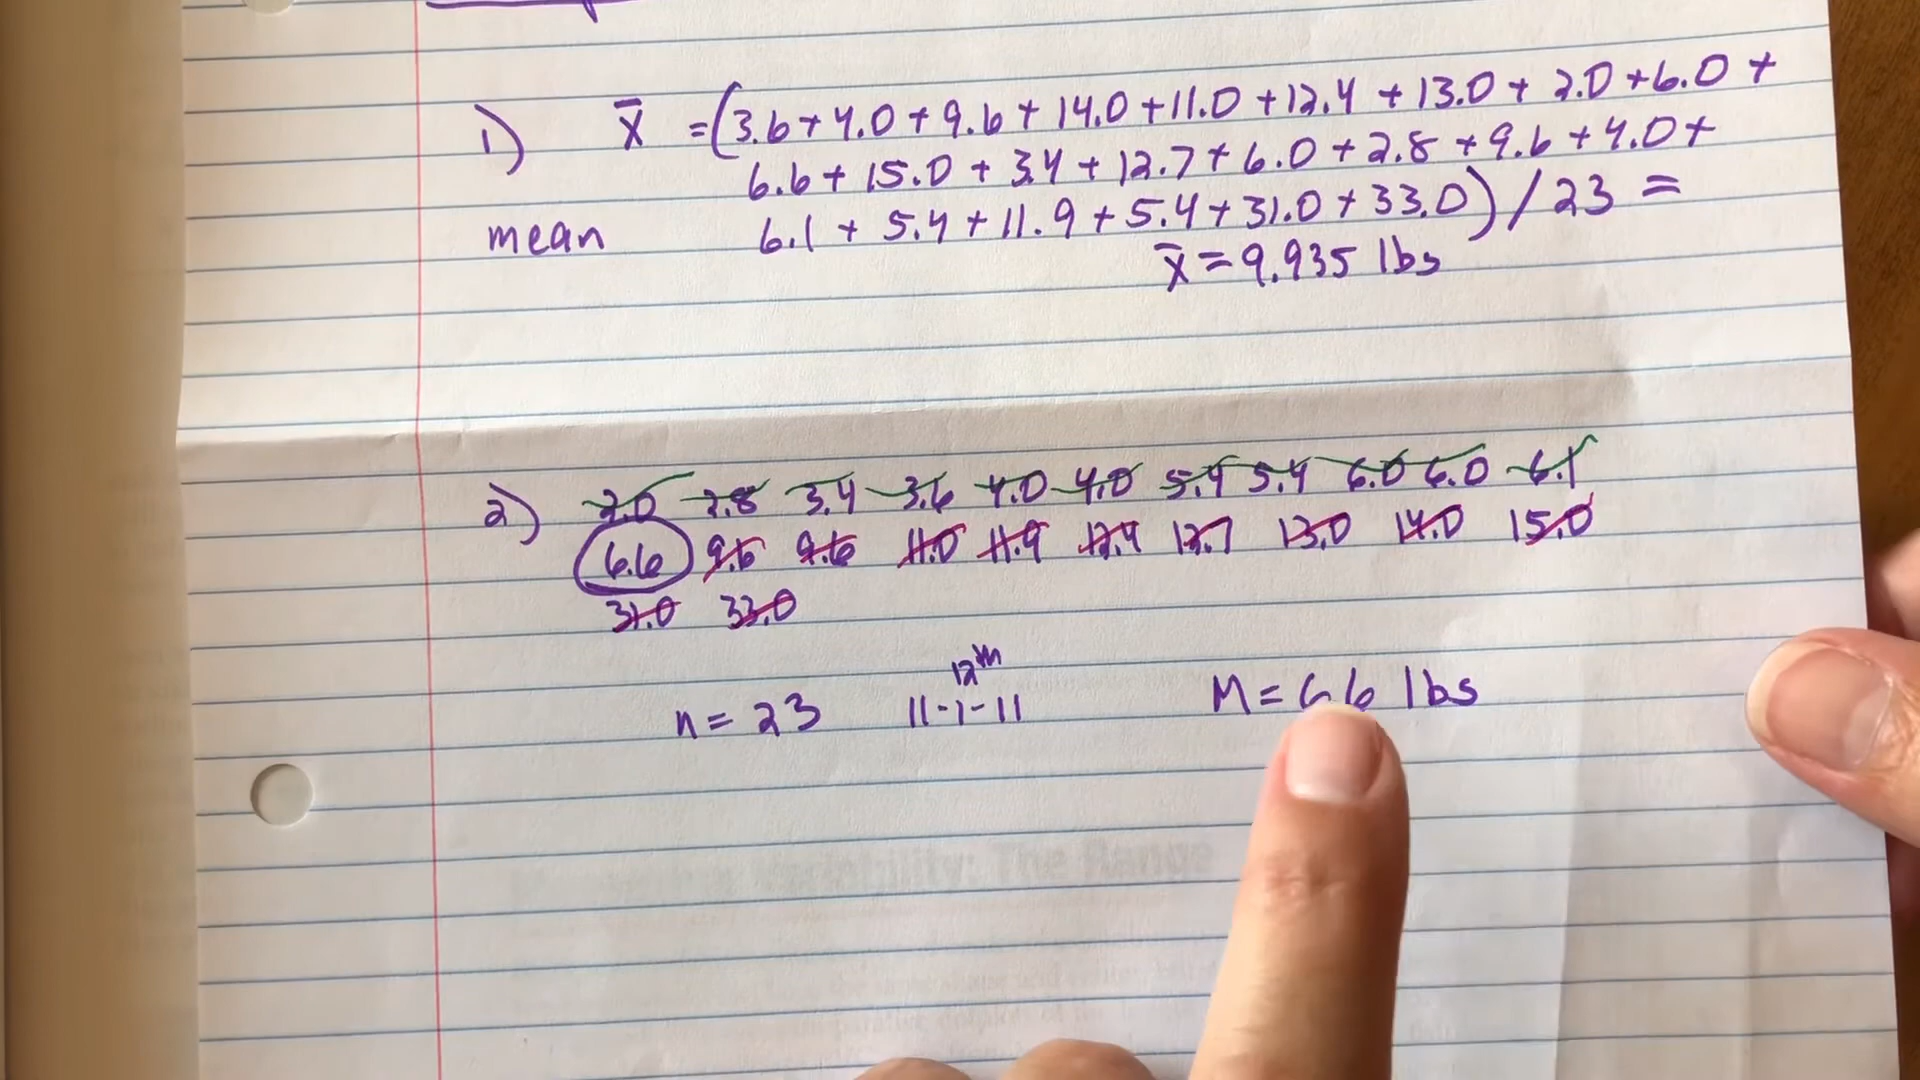 1) x̄ = (3.6+4.0+9.6+14.0+11.0+12.4+13.0+2.0+6.0+
6.6+15.0+3.4+12.7+6.0+2.8+9.6+4.0+
mean 6.1+5.4+11.9+5.4+31.0+33.0)/23=
x̄=9.935 lbs
2) 2.0 2.8 3.4 3.6 4.0 4.0 5.4 5.4 6.0 6.0 6.1
6.6 9.6 9.6 11.0 11.9 12.4 12.7 13.0 14.0 15.0
31.0 33.0
12th
n=23 11-1-11 M=6.6 lbs
Variability: The Range